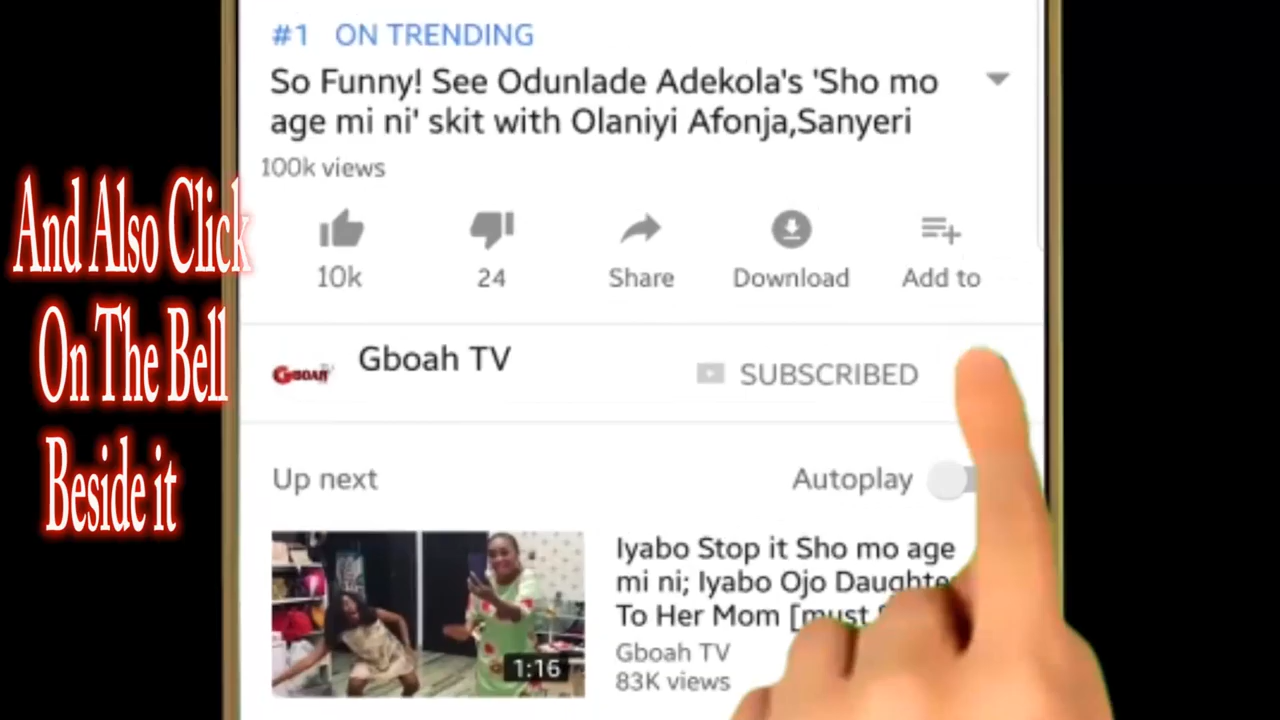 #1 ON TRENDING
So Funny! See Odunlade Adekola's 'Sho mo
age mi ni' skit with Olaniyi Afonja,Sanyeri
100k views
10k
24
Share
Download
Add to
And Also Click
On The Bell
Beside it
GBOAH TV
Gboah TV
SUBSCRIBED
Up next
Autoplay
1:16
Iyabo Stop it Sho mo age
mi ni; Iyabo Ojo Daughter
To Her Mom [must
Gboah TV
83K views